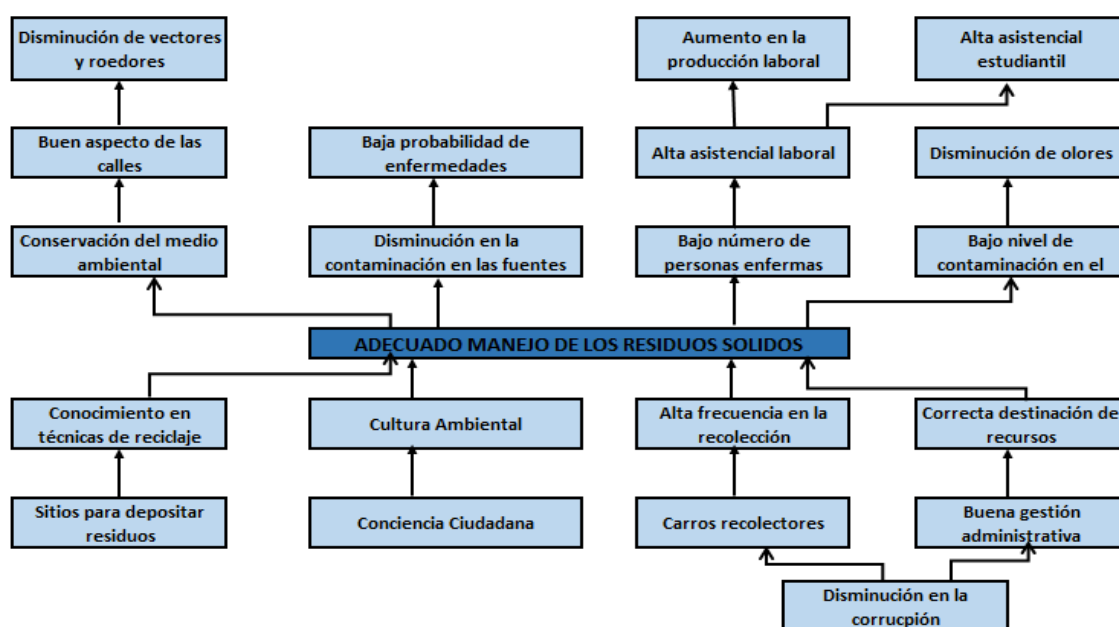 Disminución de vectores
y roedores
Aumento en la
producción laboral
Alta asistencial
estudiantil
Buen aspecto de las
calles
Baja probabilidad de
enfermedades
Alta asistencial laboral
Disminución de olores
Conservación del medio
ambiental
Disminución en la
contaminación en las fuentes
Bajo número de
personas enfermas
Bajo nivel de
contaminación en el
ADECUADO MANEJO DE LOS RESIDUOS SOLIDOS
Conocimiento en
técnicas de reciclaje
Cultura Ambiental
Alta frecuencia en la
recolección
Correcta destinación de
recursos
Sitios para depositar
residuos
Conciencia Ciudadana
Carros recolectores
Buena gestión
administrativa
Disminución en la
corrucpión